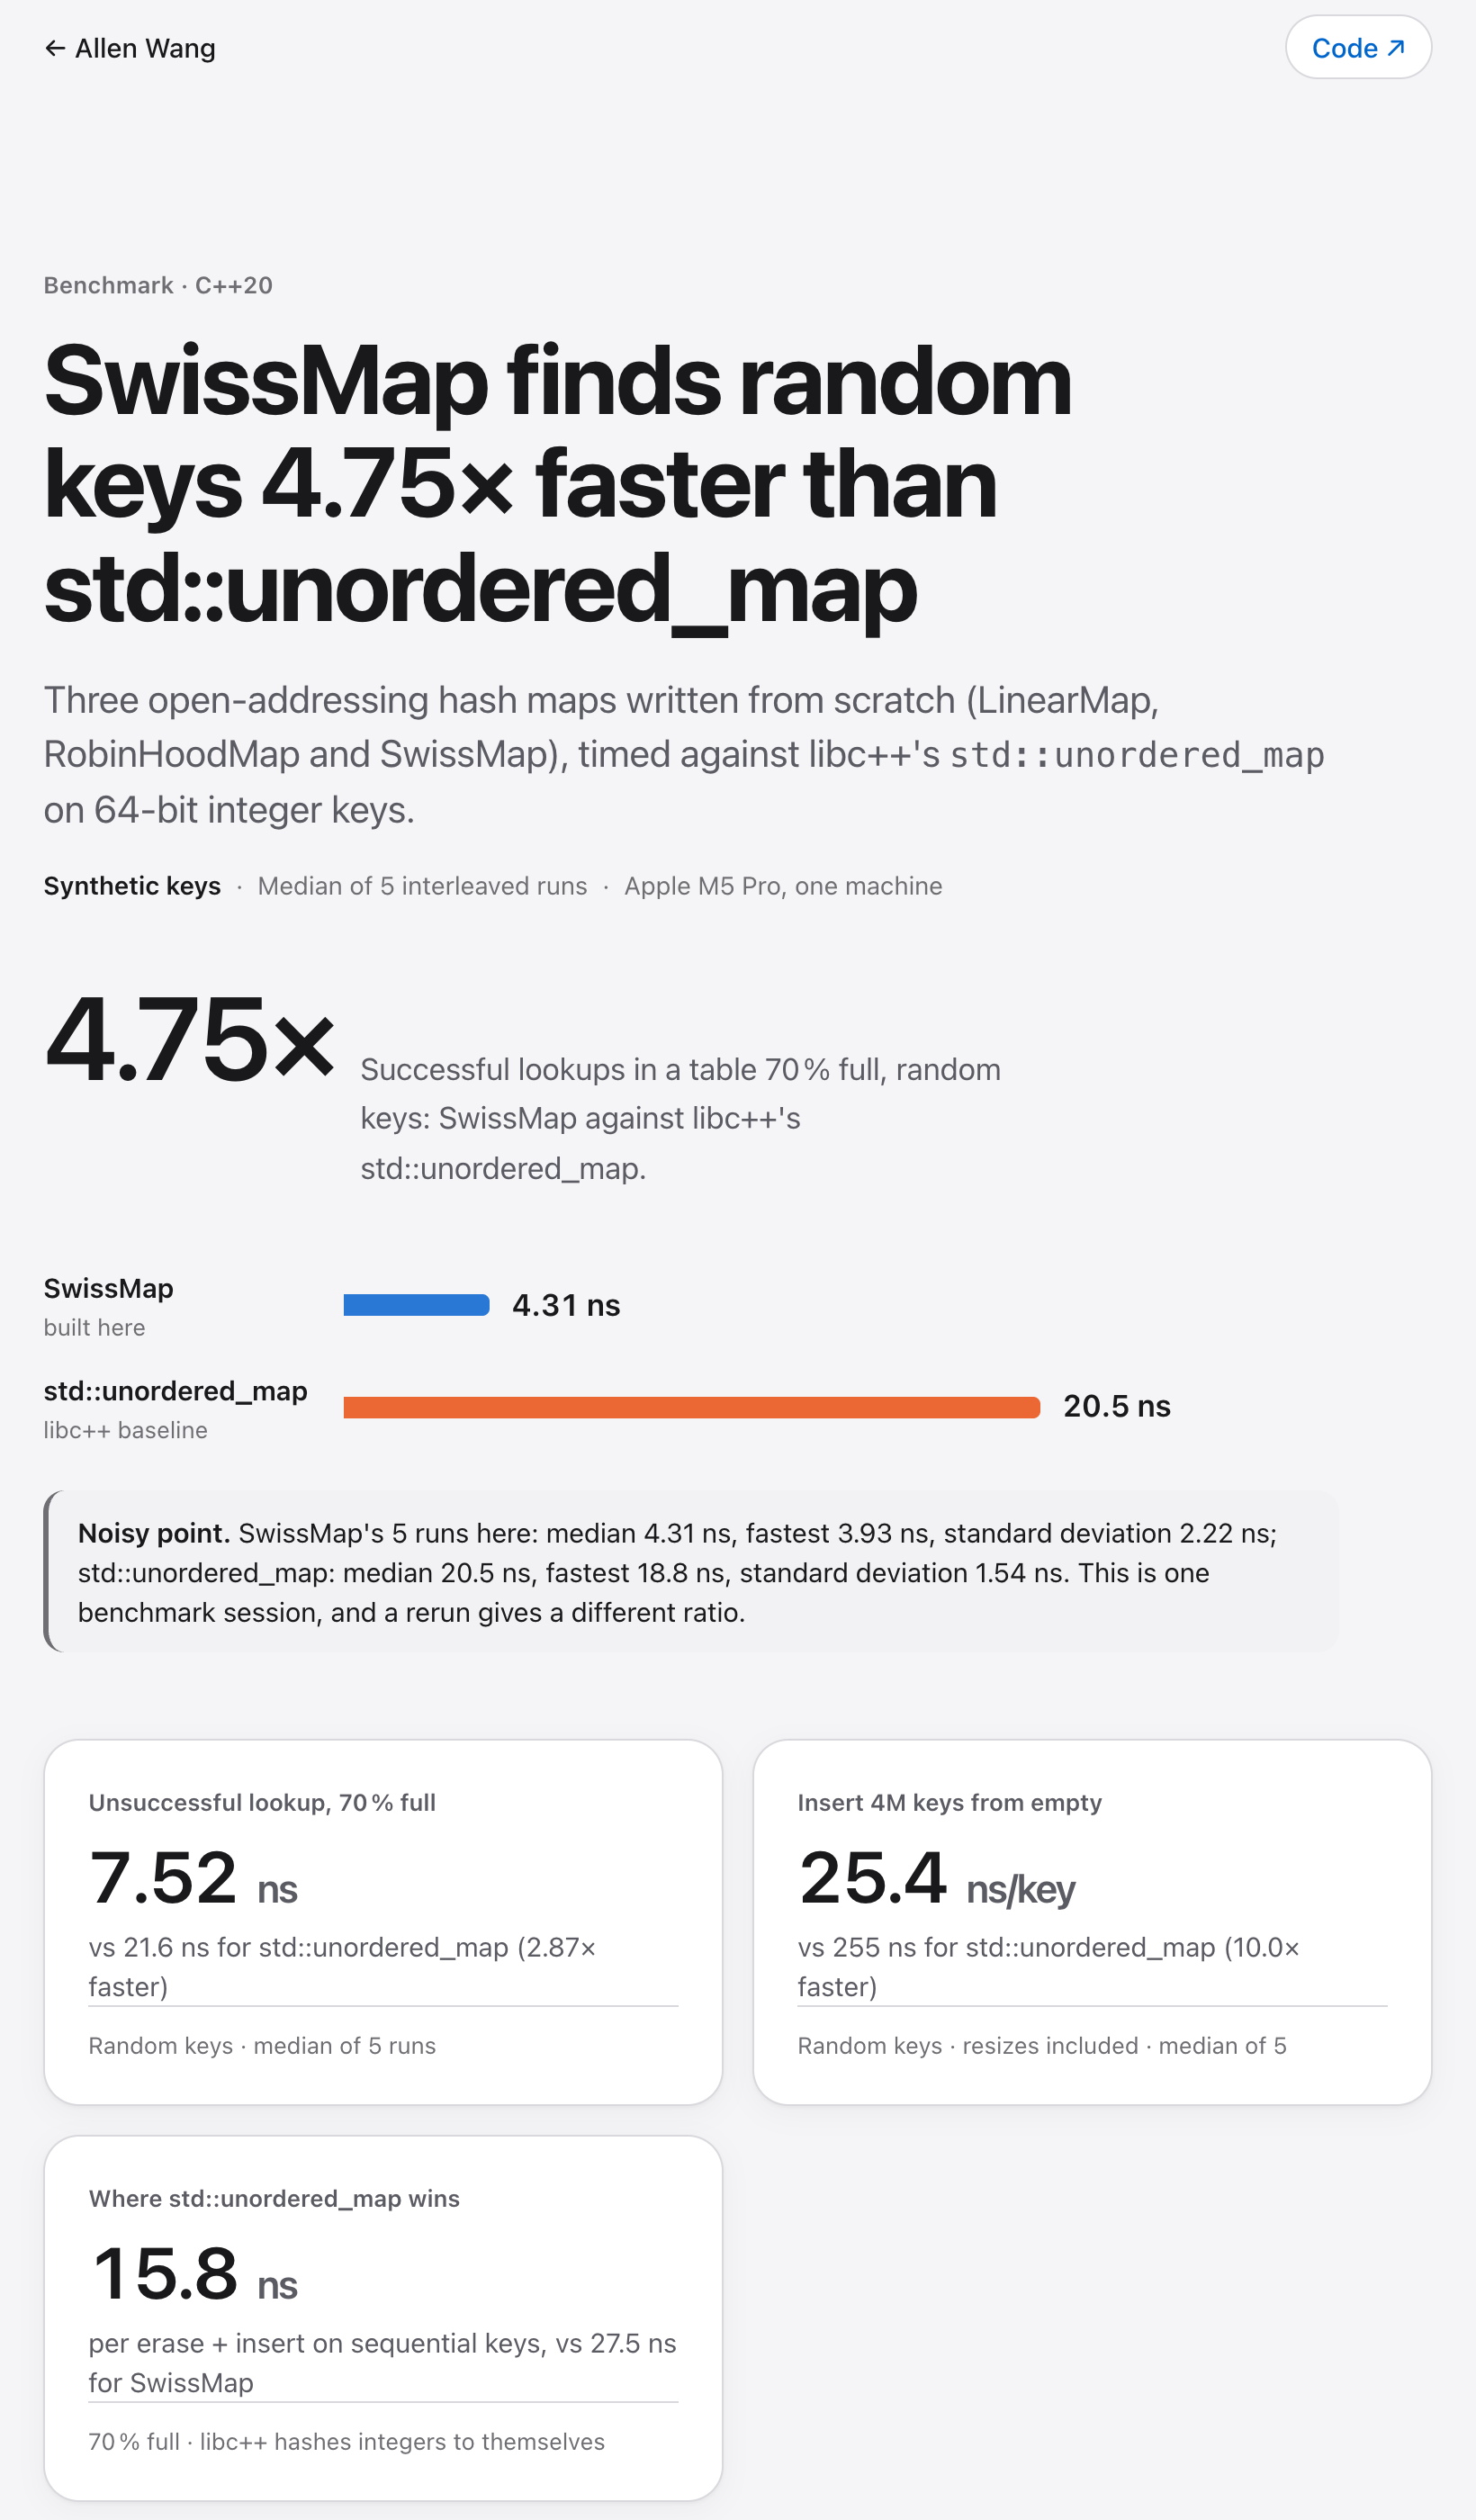 ← Allen Wang
Code ↗
Benchmark · C++20
SwissMap finds random
keys 4.75× faster than
std::unordered_map
Three open-addressing hash maps written from scratch (LinearMap,
RobinHoodMap and SwissMap), timed against libc++'s std::unordered_map
on 64-bit integer keys.
Synthetic keys · Median of 5 interleaved runs · Apple M5 Pro, one machine
4.75×
Successful lookups in a table 70% full, random
keys: SwissMap against libc++'s
std::unordered_map.
SwissMap
built here
4.31 ns
std::unordered_map
libc++ baseline
20.5 ns
Noisy point. SwissMap's 5 runs here: median 4.31 ns, fastest 3.93 ns, standard deviation 2.22 ns;
std::unordered_map: median 20.5 ns, fastest 18.8 ns, standard deviation 1.54 ns. This is one
benchmark session, and a rerun gives a different ratio.
Unsuccessful lookup, 70% full
7.52 ns
vs 21.6 ns for std::unordered_map (2.87×
faster)
Random keys · median of 5 runs
Insert 4M keys from empty
25.4 ns/key
vs 255 ns for std::unordered_map (10.0×
faster)
Random keys · resizes included · median of 5
Where std::unordered_map wins
15.8 ns
per erase + insert on sequential keys, vs 27.5 ns
for SwissMap
70% full · libc++ hashes integers to themselves